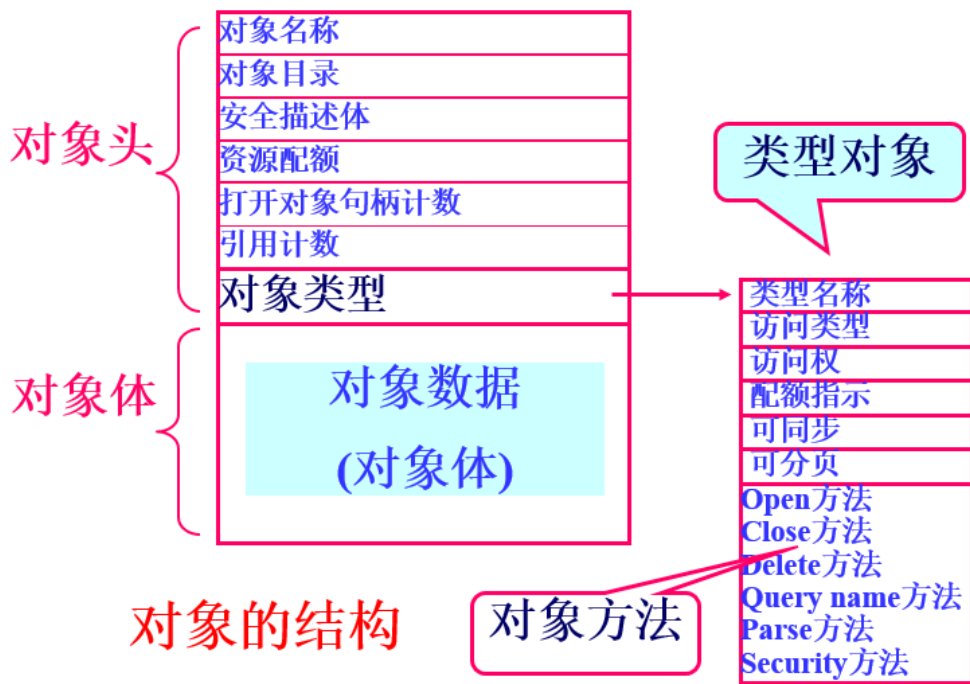 对象头
对象名称
对象目录
安全描述体
资源配额
打开对象句柄计数
引用计数
对象类型
对象体
对象数据
(对象体)
类型对象
类型名称
访问类型
访问权
配额指示
可同步
可分页
Open方法
Close方法
Delete方法
Query name方法
Parse方法
Security方法
对象方法
对象的结构